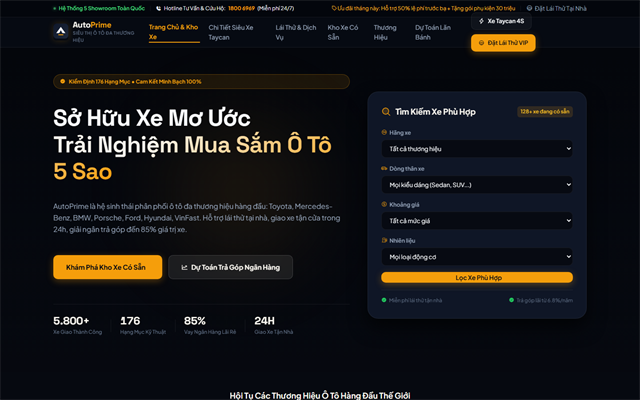 Hệ Thống 5 Showroom Toàn Quốc
Hotline Tư Vấn & Cứu Hộ: 1800 6969 (Miễn phí 24/7)
Ưu đãi tháng này: Hỗ trợ 50% lệ phí trước bạ + Tặng gói phụ kiện 30 triệu
Đặt Lái Thử Tại Nhà
AutoPrime
SIÊU THỊ Ô TÔ ĐA THƯƠNG HIỆU
Trang Chủ & Kho Xe
Chi Tiết Siêu Xe Taycan
Lái Thử & Dịch Vụ
Kho Xe Có Sẵn
Thương Hiệu
Dự Toán Lăn Bánh
Xe Taycan 4S
Đặt Lái Thử VIP
Kiểm Định 176 Hạng Mục • Cam Kết Minh Bạch 100%
Sở Hữu Xe Mơ Ước
Trải Nghiệm Mua Sắm Ô Tô
5 Sao
AutoPrime là hệ sinh thái phân phối ô tô đa thương hiệu hàng đầu: Toyota, Mercedes-
Benz, BMW, Porsche, Ford, Hyundai, VinFast. Hỗ trợ lái thử tại nhà, giao xe tận cửa trong
24h, giải ngân trả góp đến 85% giá trị xe.
Khám Phá Kho Xe Có Sẵn
Dự Toán Trả Góp Ngân Hàng
5.800+
Xe Giao Thành Công
176
Hạng Mục Kỹ Thuật
85%
Vay Ngân Hàng Lãi Rẻ
24H
Giao Xe Tận Nhà
Tìm Kiếm Xe Phù Hợp
128+ xe đang có sẵn
Hãng xe
Tất cả thương hiệu
Dòng thân xe
Mọi kiểu dáng (Sedan, SUV...)
Khoảng giá
Tất cả mức giá
Nhiên liệu
Mọi loại động cơ
Lọc Xe Phù Hợp
Miễn phí lái thử tận nhà
Trả góp lãi từ 6.8%/năm
Hội Tụ Các Thương Hiệu Ô Tô Hàng Đầu Thế Giới